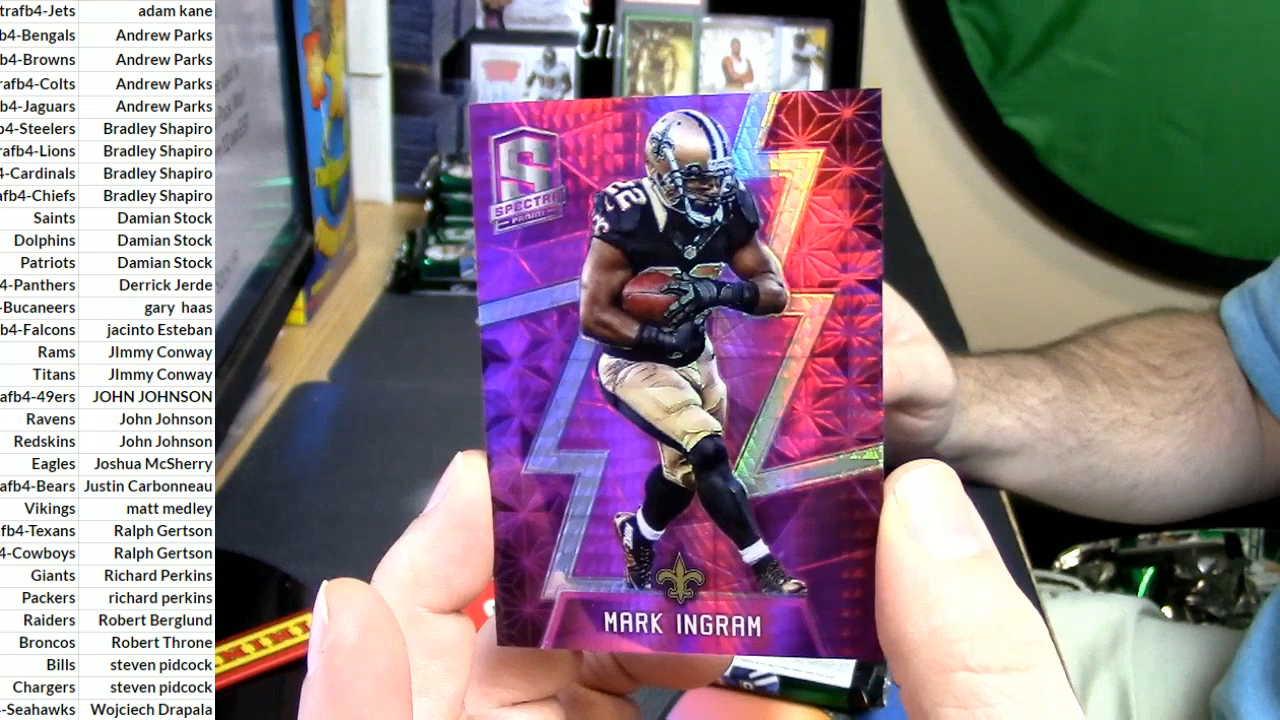 trafb4-Jets adam kane
fb4-Bengals Andrew Parks
b4-Browns Andrew Parks
rafb4-Colts Andrew Parks
fb4-Jaguars Andrew Parks
b4-Steelers Bradley Shapiro
rafb4-Lions Bradley Shapiro
4-Cardinals Bradley Shapiro
afb4-Chiefs Bradley Shapiro
Saints Damian Stock
Dolphins Damian Stock
Patriots Damian Stock
4-Panthers Derrick Jerde
-Bucaneers gary haas
b4-Falcons jacinto Esteban
Rams JImmy Conway
Titans JImmy Conway
afb4-49ers JOHN JOHNSON
Ravens John Johnson
Redskins John Johnson
Eagles Joshua McSherry
afb4-Bears Justin Carbonneau
Vikings matt medley
fb4-Texans Ralph Gertson
4-Cowboys Ralph Gertson
Giants Richard Perkins
Packers richard perkins
Raiders Robert Berglund
Broncos Robert Throne
Bills steven pidcock
Chargers steven pidcock
4-Seahawks Wojciech Drapala
S
SPECTRA
PANINI
22
MARK INGRAM
PANINI